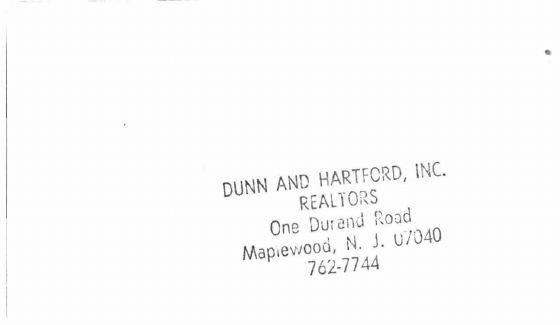 DUNN AND HARTFORD, INC.
REALTORS
One Durand Road
Maplewood, N. J. 07040
762-7744